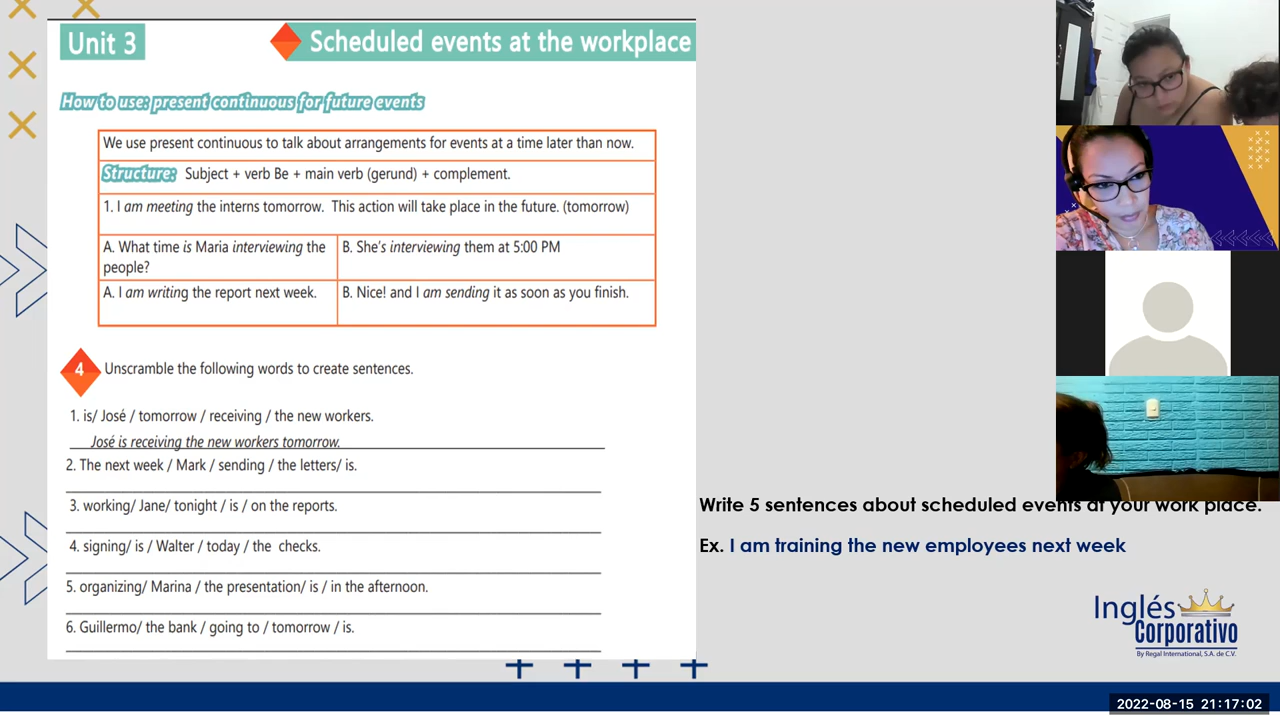 Unit 3
Scheduled events at the workplace
How to use: present continuous for future events
We use present continuous to talk about arrangements for events at a time later than now.
Structure: Subject + verb Be + main verb (gerund) + complement.
1. I am meeting the interns tomorrow. This action will take place in the future. (tomorrow)
A. What time is Maria interviewing the people?
B. She's interviewing them at 5:00 PM
A. I am writing the report next week.
B. Nice! and I am sending it as soon as you finish.
4 Unscramble the following words to create sentences.
1. is/ José / tomorrow / receiving / the new workers.
José is receiving the new workers tomorrow.
2. The next week / Mark / sending / the letters/ is.
3. working/ Jane/ tonight / is / on the reports.
4. signing/ is / Walter / today / the checks.
5. organizing/ Marina / the presentation/ is / in the afternoon.
6. Guillermo/ the bank / going to / tomorrow / is.
Write 5 sentences about scheduled events at your work place.
Ex. I am training the new employees next week
Inglés
Corporativo
By Regal International, S.A. de C.V.
2022-08-15 21:17:02